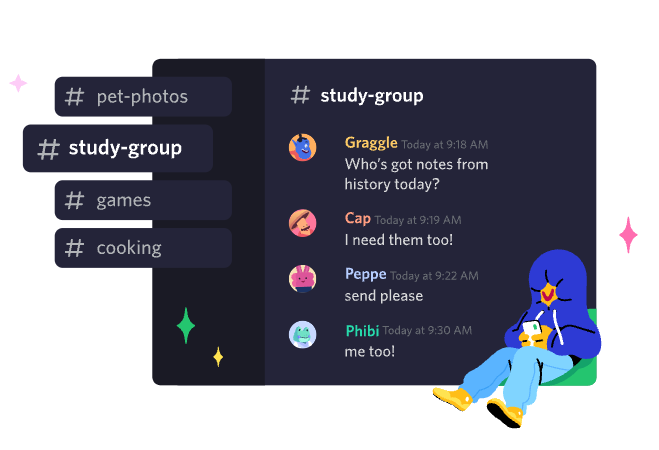 # pet-photos
# study-group
# games
# cooking
# study-group
Graggle Today at 9:18 AM
Who's got notes from
history today?
Cap Today at 9:19 AM
I need them too!
Peppe Today at 9:22 AM
send please
Phibi Today at 9:30 AM
me too!